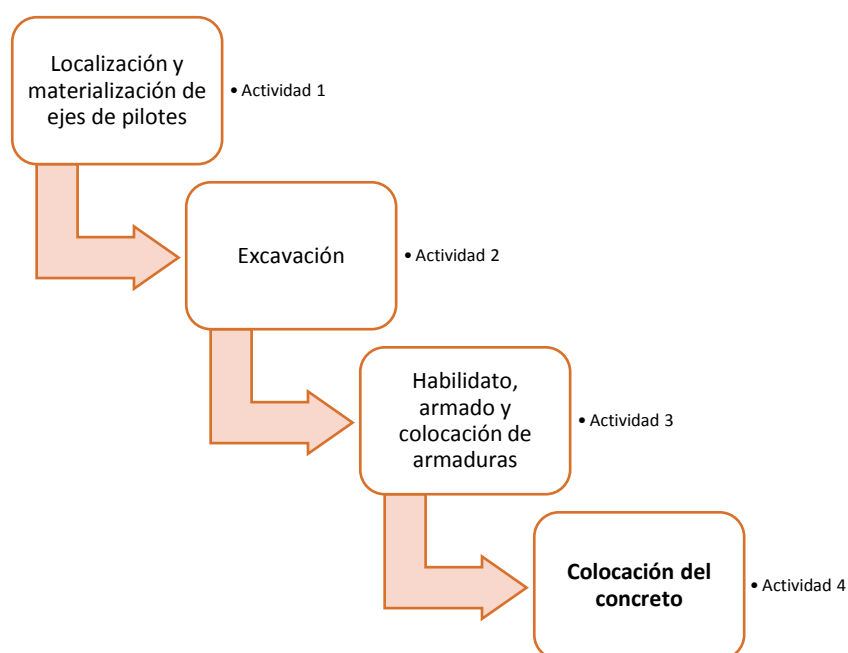 Localización y
materialización de
ejes de pilotes
• Actividad 1
Excavación
• Actividad 2
Habilidato,
armado y
colocación de
armaduras
• Actividad 3
Colocación del
concreto
• Actividad 4